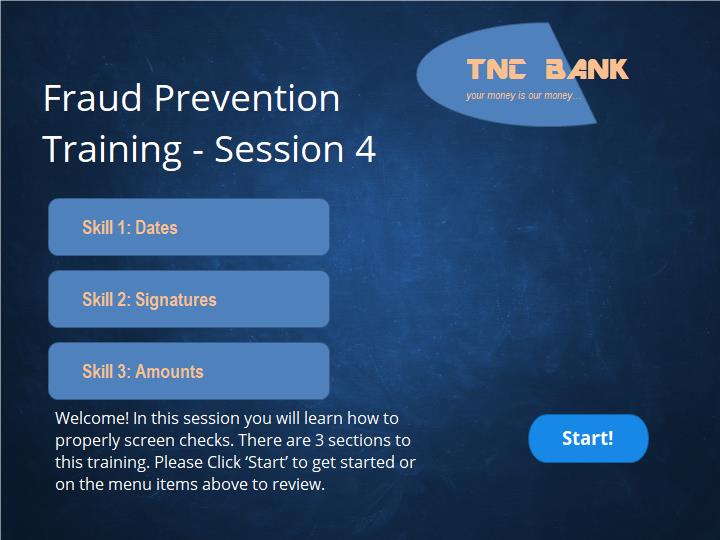 TNC BANK
your money is our money...
Fraud Prevention
Training - Session 4
Skill 1: Dates
Skill 2: Signatures
Skill 3: Amounts
Welcome! In this session you will learn how to
properly screen checks. There are 3 sections to
this training. Please Click ‘Start’ to get started or
on the menu items above to review.
Start!